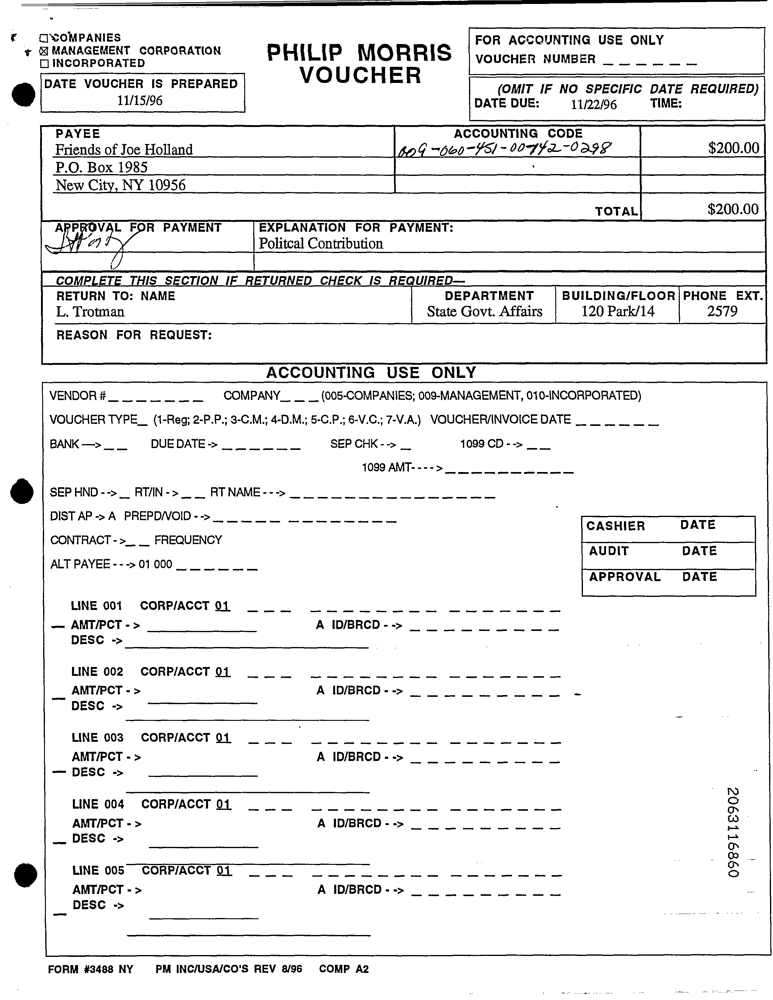 ☐ COMPANIES
☒ MANAGEMENT CORPORATION
☐ INCORPORATED
PHILIP MORRIS
VOUCHER
FOR ACCOUNTING USE ONLY
VOUCHER NUMBER _ _ _ _ _ _
DATE VOUCHER IS PREPARED
11/15/96
(OMIT IF NO SPECIFIC DATE REQUIRED)
DATE DUE: 11/22/96 TIME:
PAYEE ACCOUNTING CODE
Friends of Joe Holland 009-060-451-00742-0298 $200.00
P.O. Box 1985
New City, NY 10956
TOTAL $200.00
APPROVAL FOR PAYMENT EXPLANATION FOR PAYMENT:
Politcal Contribution
COMPLETE THIS SECTION IF RETURNED CHECK IS REQUIRED—
RETURN TO: NAME DEPARTMENT BUILDING/FLOOR PHONE EXT.
L. Trotman State Govt. Affairs 120 Park/14 2579
REASON FOR REQUEST:
ACCOUNTING USE ONLY
VENDOR # _ _ _ _ _ _ _ COMPANY _ _ _ (005-COMPANIES; 009-MANAGEMENT, 010-INCORPORATED)
VOUCHER TYPE _ (1-Reg; 2-P.P.; 3-C.M.; 4-D.M.; 5-C.P.; 6-V.C.; 7-V.A.) VOUCHER/INVOICE DATE _ _ _ _ _ _
BANK —> _ _ DUE DATE -> _ _ _ _ _ _ SEP CHK --> _ 1099 CD --> _ _
1099 AMT----> _ _ _ _ _ _ _ _ _ _
SEP HND --> _ RT/IN -> _ _ RT NAME ---> _ _ _ _ _ _ _ _ _ _ _ _ _ _ _ _
DIST AP -> A PREPD/VOID --> _ _ _ _ _ _ _ _ _ _ _ _ _ _
CONTRACT -> _ _ FREQUENCY
ALT PAYEE ---> 01 000 _ _ _ _ _ _
CASHIER DATE
AUDIT DATE
APPROVAL DATE
LINE 001 CORP/ACCT 01 _ _ _ _ _ _ _ _ _ _ _ _ _ _ _ _
AMT/PCT -> A ID/BRCD --> _ _ _ _ _ _ _ _ _ _
DESC ->
LINE 002 CORP/ACCT 01 _ _ _ _ _ _ _ _ _ _ _ _ _ _ _ _
AMT/PCT -> A ID/BRCD --> _ _ _ _ _ _ _ _ _ _
DESC ->
LINE 003 CORP/ACCT 01 _ _ _ _ _ _ _ _ _ _ _ _ _ _ _ _
AMT/PCT -> A ID/BRCD --> _ _ _ _ _ _ _ _ _ _
DESC ->
LINE 004 CORP/ACCT 01 _ _ _ _ _ _ _ _ _ _ _ _ _ _ _ _
AMT/PCT -> A ID/BRCD --> _ _ _ _ _ _ _ _ _ _
DESC ->
LINE 005 CORP/ACCT 01 _ _ _ _ _ _ _ _ _ _ _ _ _ _ _ _
AMT/PCT -> A ID/BRCD --> _ _ _ _ _ _ _ _ _ _
DESC ->
2063116860
FORM #3488 NY PM INC/USA/CO'S REV 8/96 COMP A2